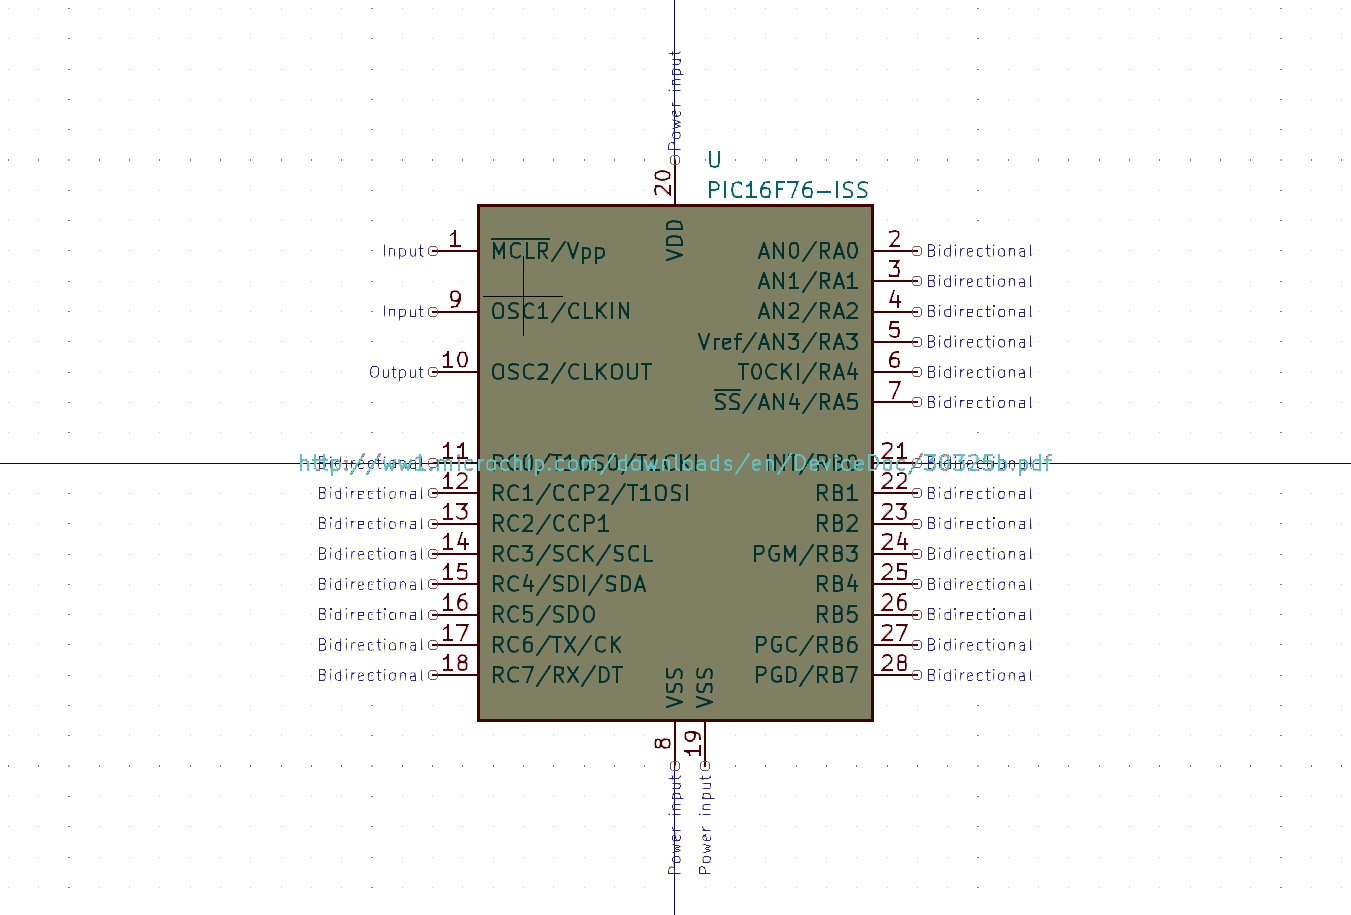 Power input
20
U
PIC16F76-ISS
VDD
Input 1 MCLR/Vpp
AN0/RA0 2 Bidirectional
AN1/RA1 3 Bidirectional
Input 9 OSC1/CLKIN
AN2/RA2 4 Bidirectional
Vref/AN3/RA3 5 Bidirectional
Output 10 OSC2/CLKOUT
T0CKI/RA4 6 Bidirectional
SS/AN4/RA5 7 Bidirectional
Bidirectional 11 RC0/T1OSO/T1CKI
INT/RB0 21 Bidirectional
http://ww1.microchip.com/downloads/en/DeviceDoc/30325b.pdf
Bidirectional 12 RC1/CCP2/T1OSI
RB1 22 Bidirectional
Bidirectional 13 RC2/CCP1
RB2 23 Bidirectional
Bidirectional 14 RC3/SCK/SCL
PGM/RB3 24 Bidirectional
Bidirectional 15 RC4/SDI/SDA
RB4 25 Bidirectional
Bidirectional 16 RC5/SDO
RB5 26 Bidirectional
Bidirectional 17 RC6/TX/CK
PGC/RB6 27 Bidirectional
Bidirectional 18 RC7/RX/DT
PGD/RB7 28 Bidirectional
VSS
VSS
8
19
Power input
Power input